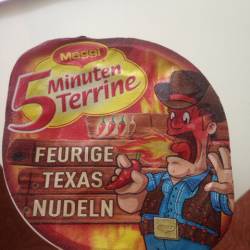 Maggi
5 Minuten
Terrine
FEURIGE
TEXAS
NUDELN